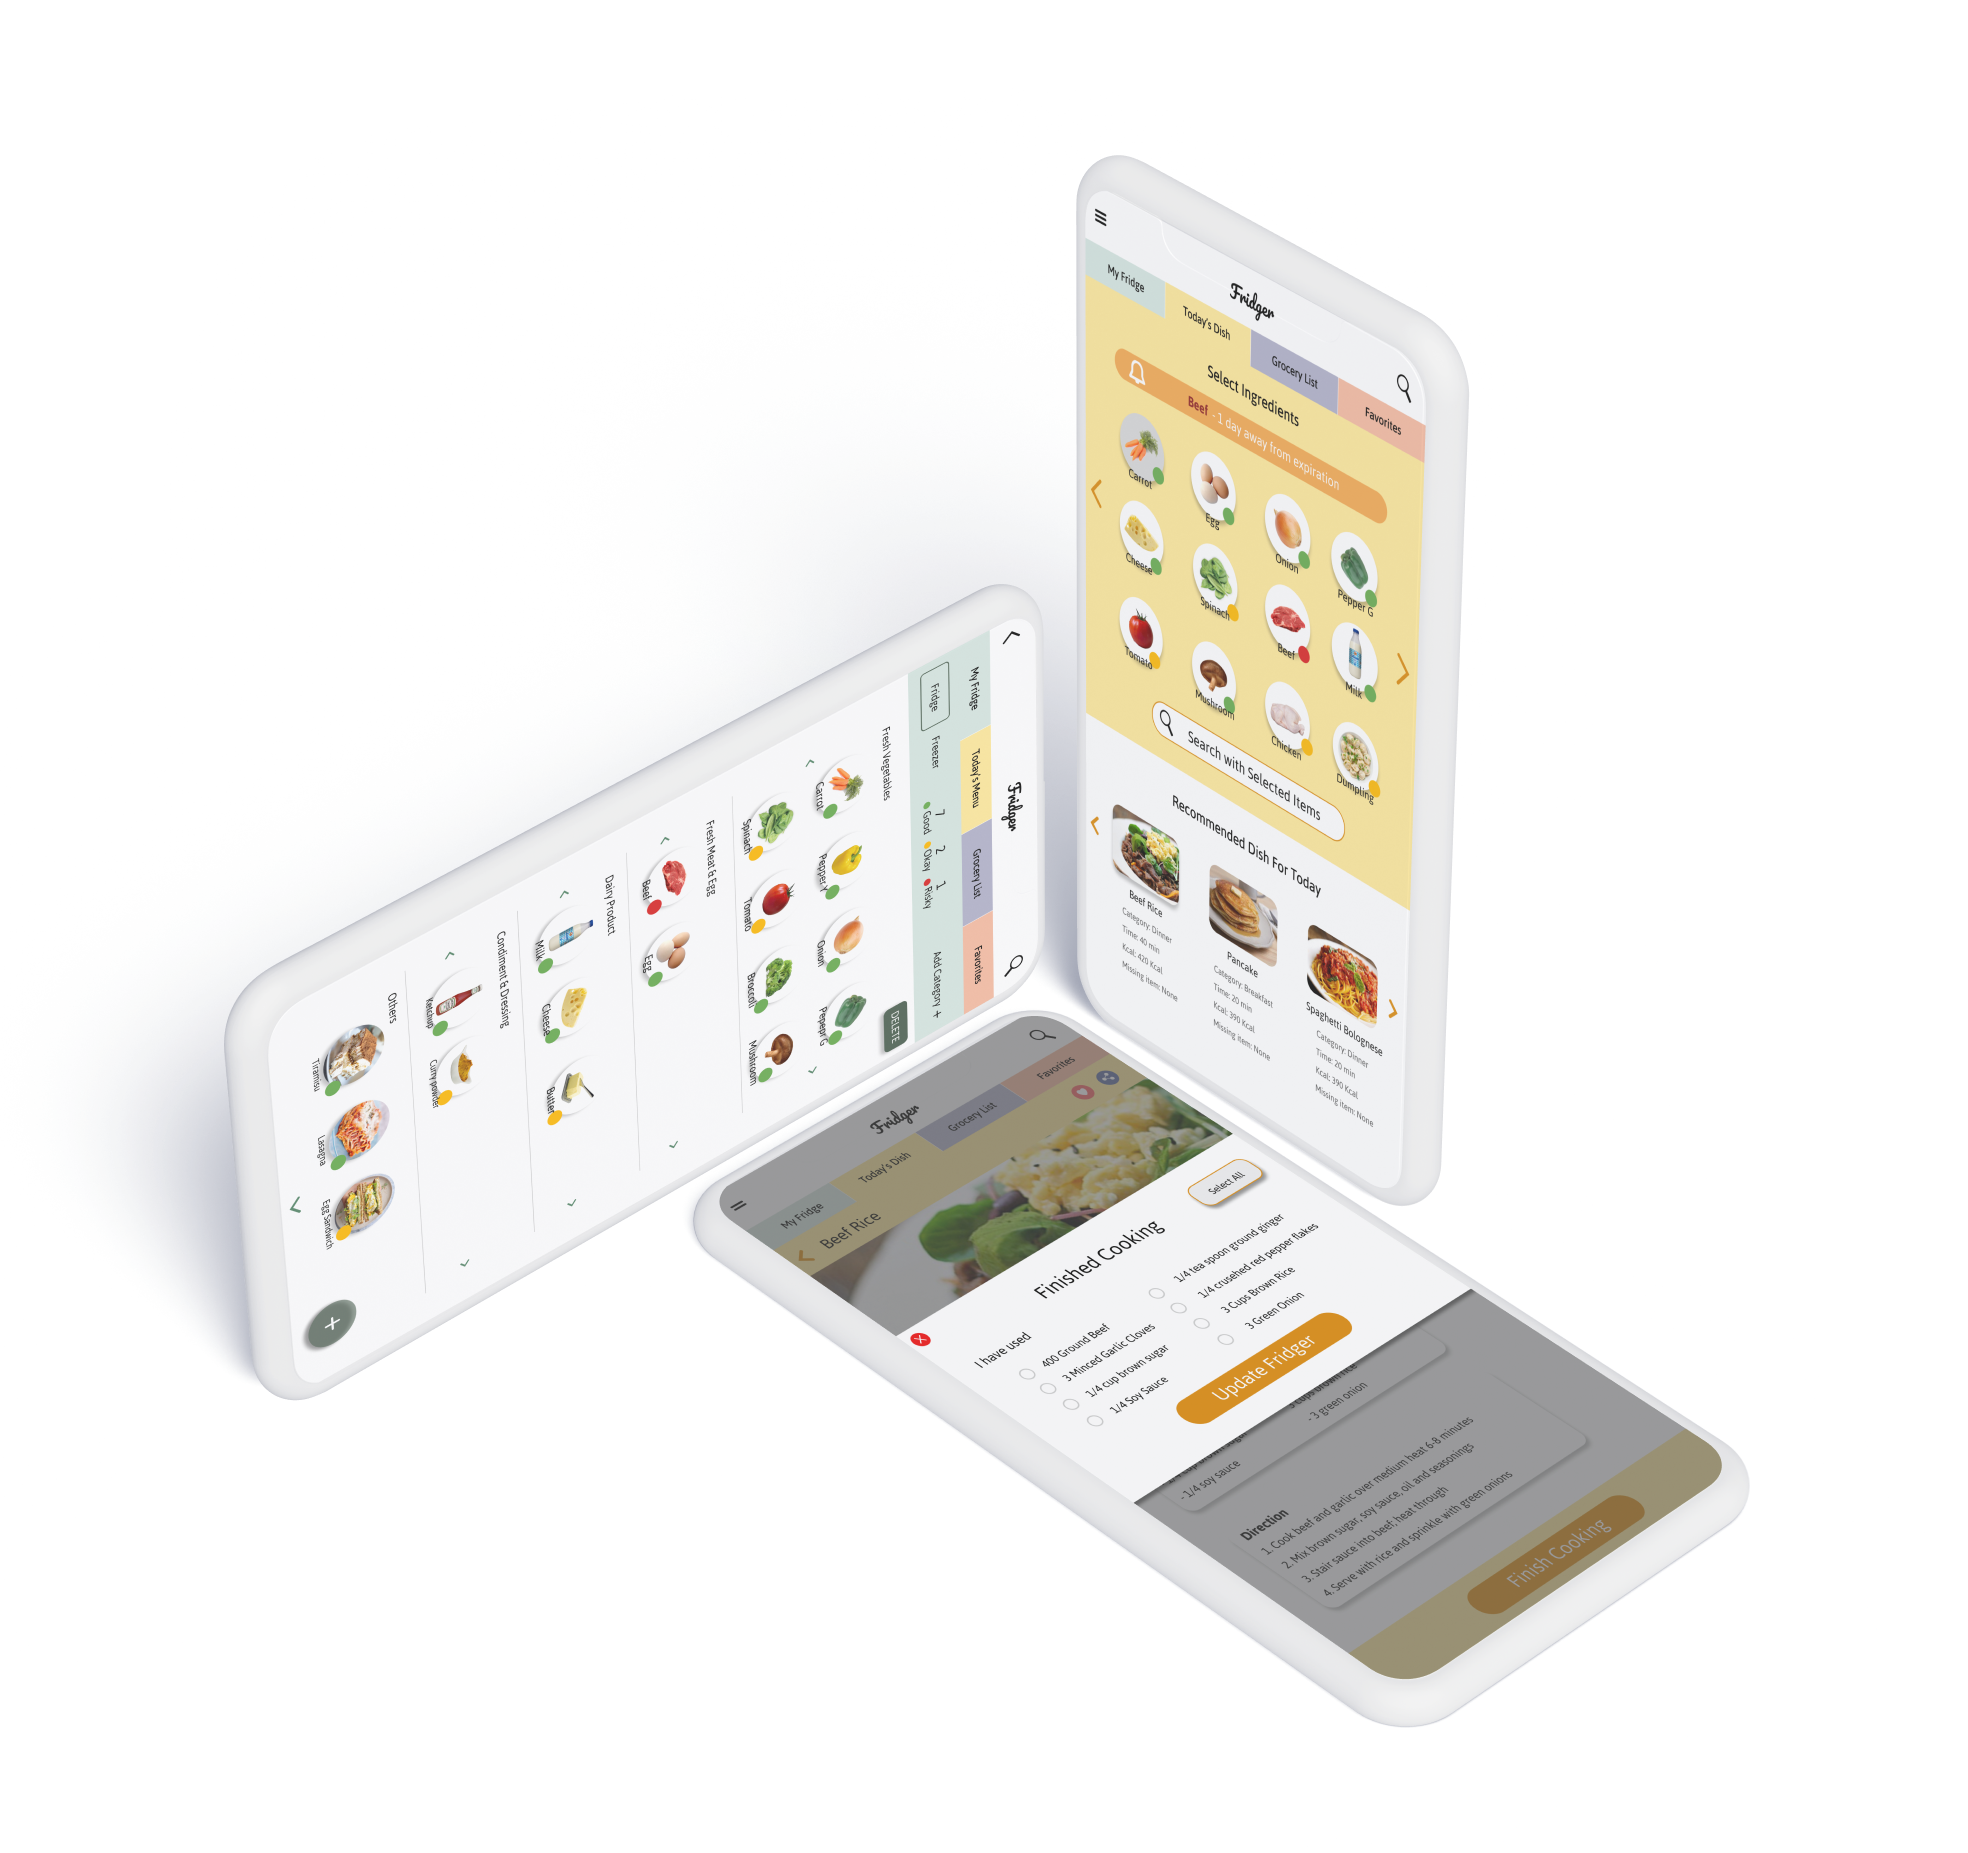 Fridger
My Fridge
Today's Dish
Grocery List
Favorites
Select Ingredients
Beef - 1 day away from expiration
Carrot
Egg
Onion
Pepper G
Cheese
Spinach
Beef
Milk
Tomato
Mushroom
Chicken
Dumpling
Search with Selected Items
Recommended Dish For Today
Beef Rice
Category: Dinner
Time: 40 min
Kcal: 420 Kcal
Missing item: None
Pancake
Category: Breakfast
Time: 20 min
Kcal: 390 Kcal
Missing item: None
Spaghetti Bolognese
Category: Dinner
Time: 20 min
Kcal: 390 Kcal
Missing item: None
Fridger
My Fridge
Today's Menu
Grocery List
Favorites
Fridge
Freezer
7 2 1
Good Okay Risky
Add Category +
DELETE
Fresh Vegetables
Carrot
Pepper Y
Onion
Pepepr G
Spinach
Tomato
Broccoli
Mushroom
Fresh Meat & Egg
Beef
Egg
Dairy Product
Milk
Cheese
Butter
Condiment & Dressing
Ketchup
Curry powder
Others
Tiramisu
Lasagna
Egg Sandwich
Fridger
My Fridge
Today's Dish
Grocery List
Favorites
Beef Rice
Finished Cooking
Select All
I have used
400 Ground Beef
3 Minced Garlic Cloves
1/4 cup brown sugar
1/4 Soy Sauce
1/4 tea spoon ground ginger
1/4 crusehed red pepper flakes
3 Cups Brown Rice
3 Green Onion
Update Fridger
- 1/4 soy sauce
- 3 green onion
Direction
1. Cook beef and garlic over medium heat 6-8 minutes
2. Mix brown sugar, soy sauce, oil and seasonings
3. Stair sauce into beef; heat through
4. Serve with rice and sprinkle with green onions
Finish Cooking